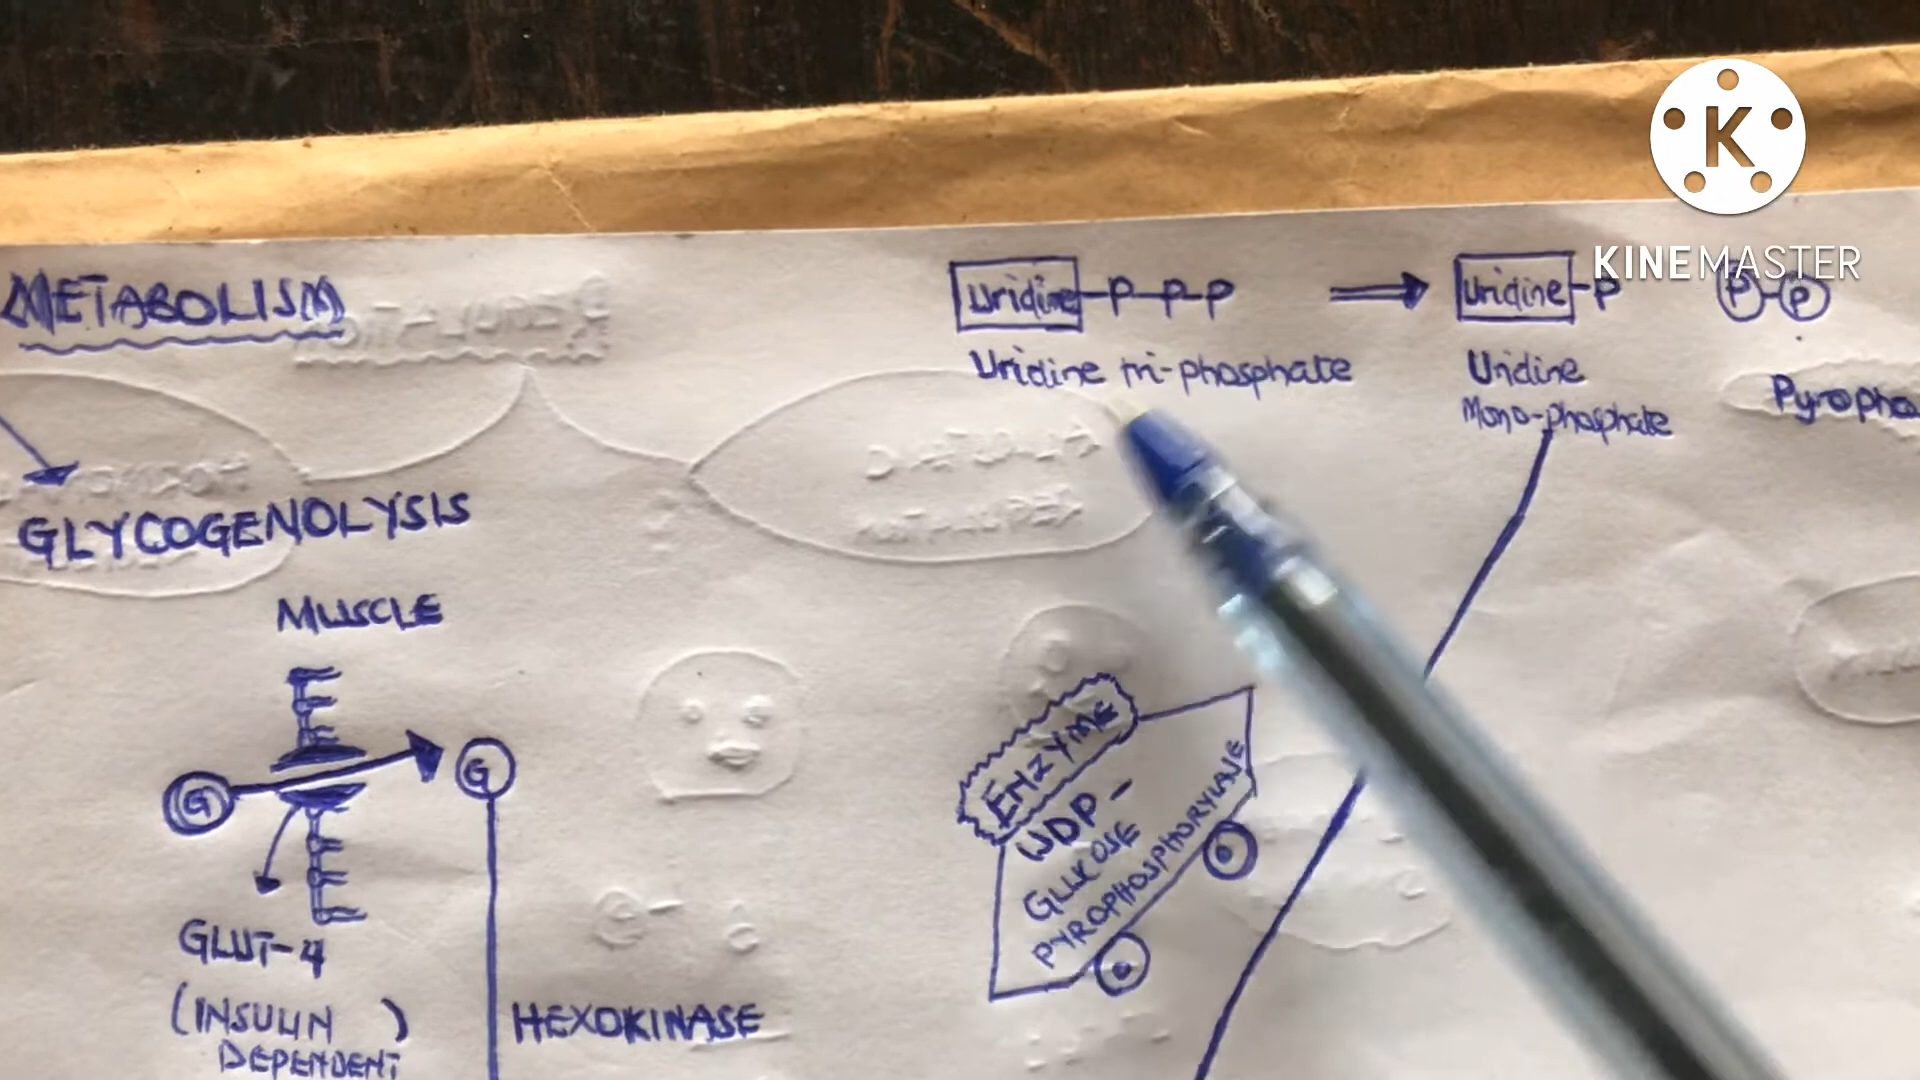 METABOLISM
GLYCOGENOLYSIS
MUSCLE
G
G
GLUT-4
(INSULIN
DEPENDENT
)
HEXOKINASE
Uridine-P-P-P
Uridine tri-phosphate
Uridine-P
Uridine
Mono-phosphate
P-P
Pyropho
ENZYME
UDP-
GLUCOSE
PYROPHOSPHORYLASE
K
KINEMASTER